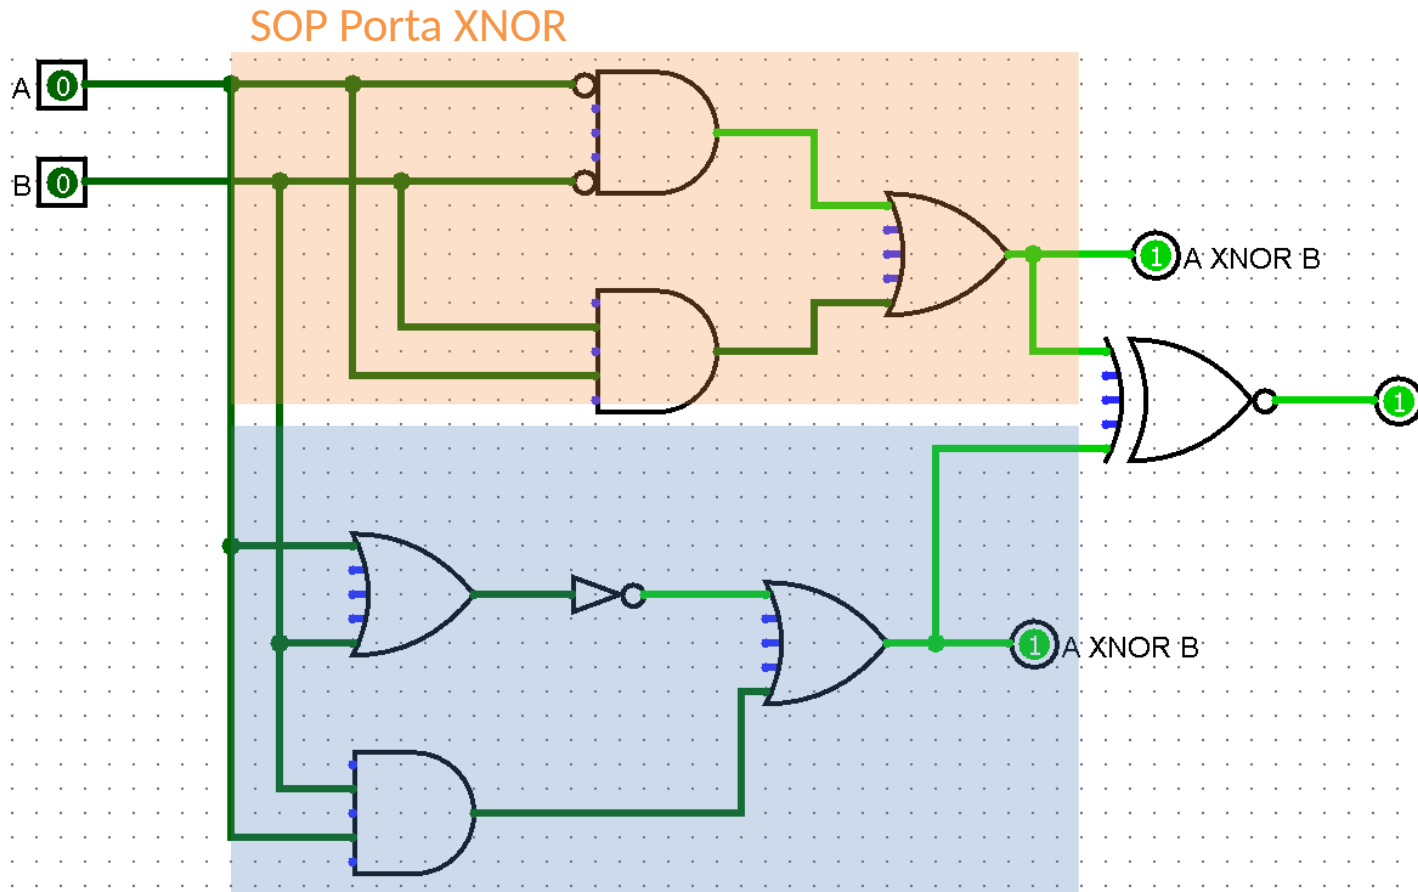 SOP Porta XNOR
A 0
B 0
1 A XNOR B
1
1 A XNOR B